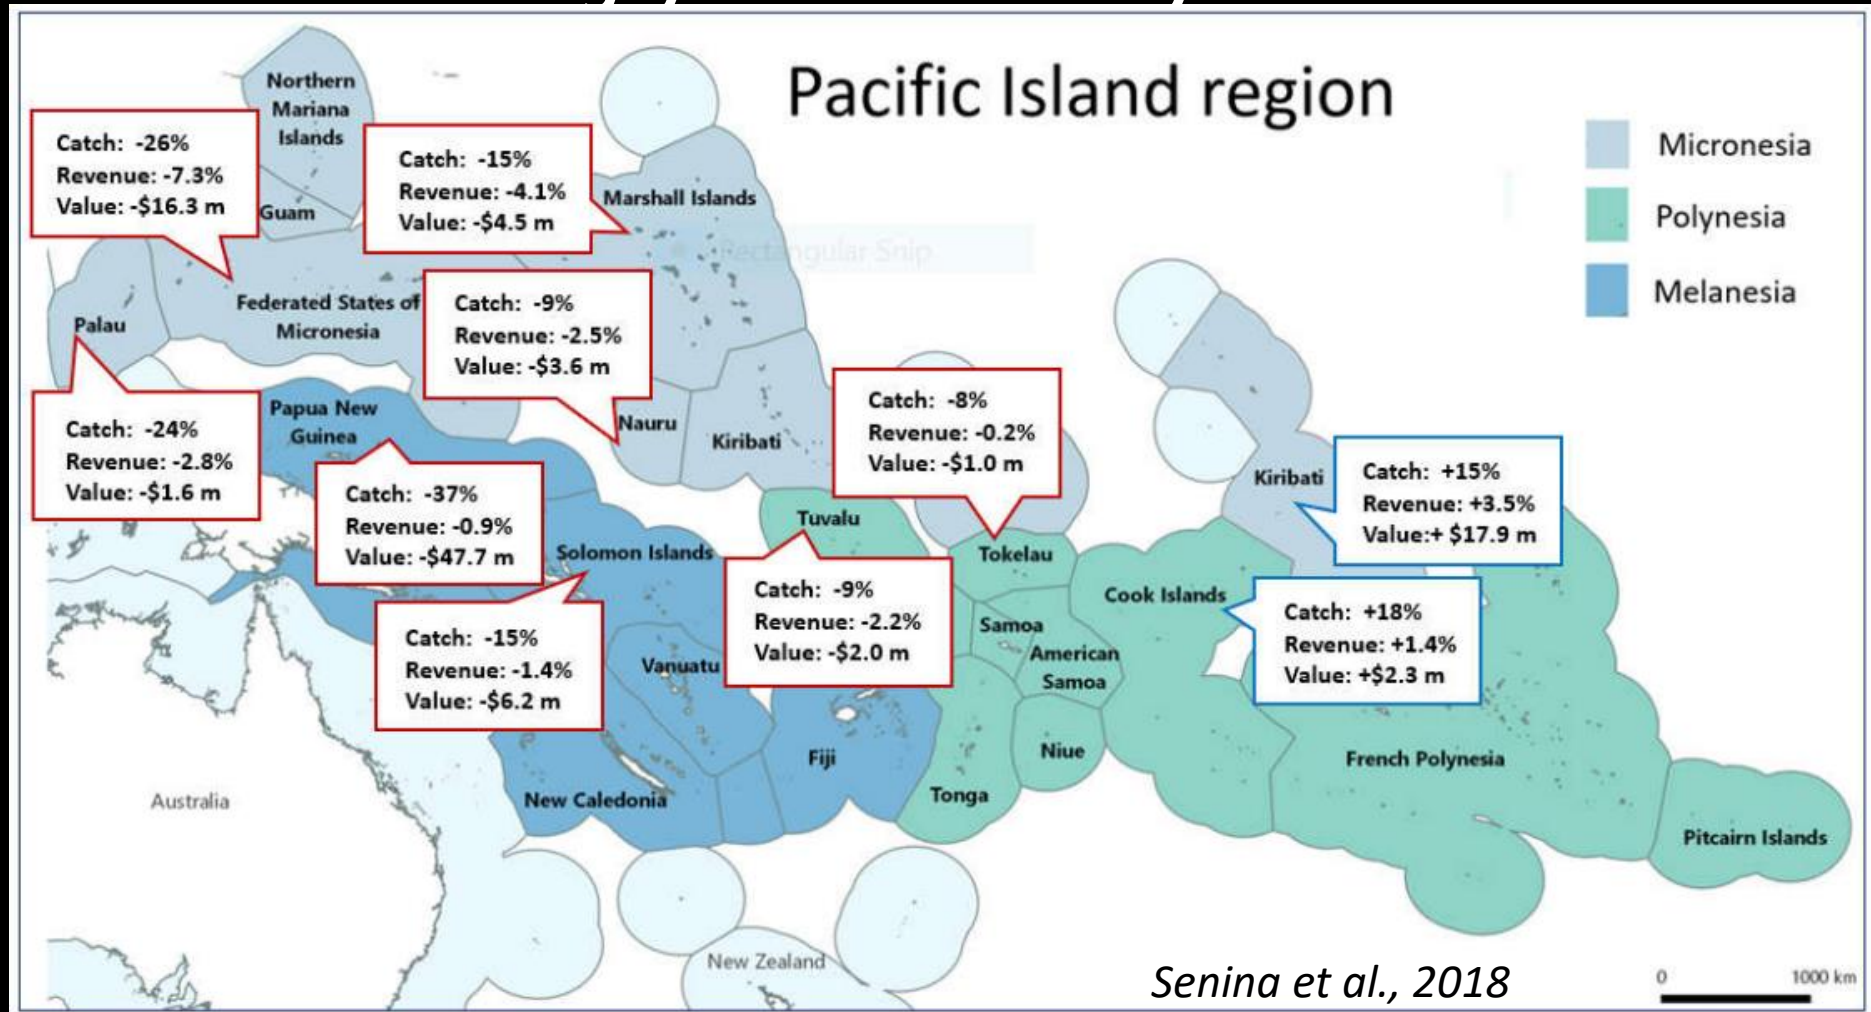 Pacific Island region
Micronesia
Polynesia
Melanesia
Northern
Mariana
Islands
Guam
Catch:  -26%
Revenue: -7.3%
Value: -$16.3 m
Catch:  -15%
Revenue: -4.1%
Value: -$4.5 m
Marshall Islands
Rectangular Snip
Federated States of
Micronesia
Palau
Catch:  -9%
Revenue: -2.5%
Value: -$3.6 m
Nauru
Kiribati
Catch:  -24%
Revenue: -2.8%
Value: -$1.6 m
Papua New
Guinea
Catch:  -37%
Revenue: -0.9%
Value: -$47.7 m
Catch:  -8%
Revenue: -0.2%
Value: -$1.0 m
Kiribati
Catch:  +15%
Revenue: +3.5%
Value:+ $17.9 m
Tuvalu
Tokelau
Solomon Islands
Catch:  -15%
Revenue: -1.4%
Value: -$6.2 m
Catch:  -9%
Revenue: -2.2%
Value: -$2.0 m
Cook Islands
Catch:  +18%
Revenue: +1.4%
Value: +$2.3 m
Samoa
American
Samoa
Vanuatu
Fiji
Niue
Tonga
French Polynesia
New Caledonia
Pitcairn Islands
Australia
New Zealand
Senina et al., 2018
0
1000 km